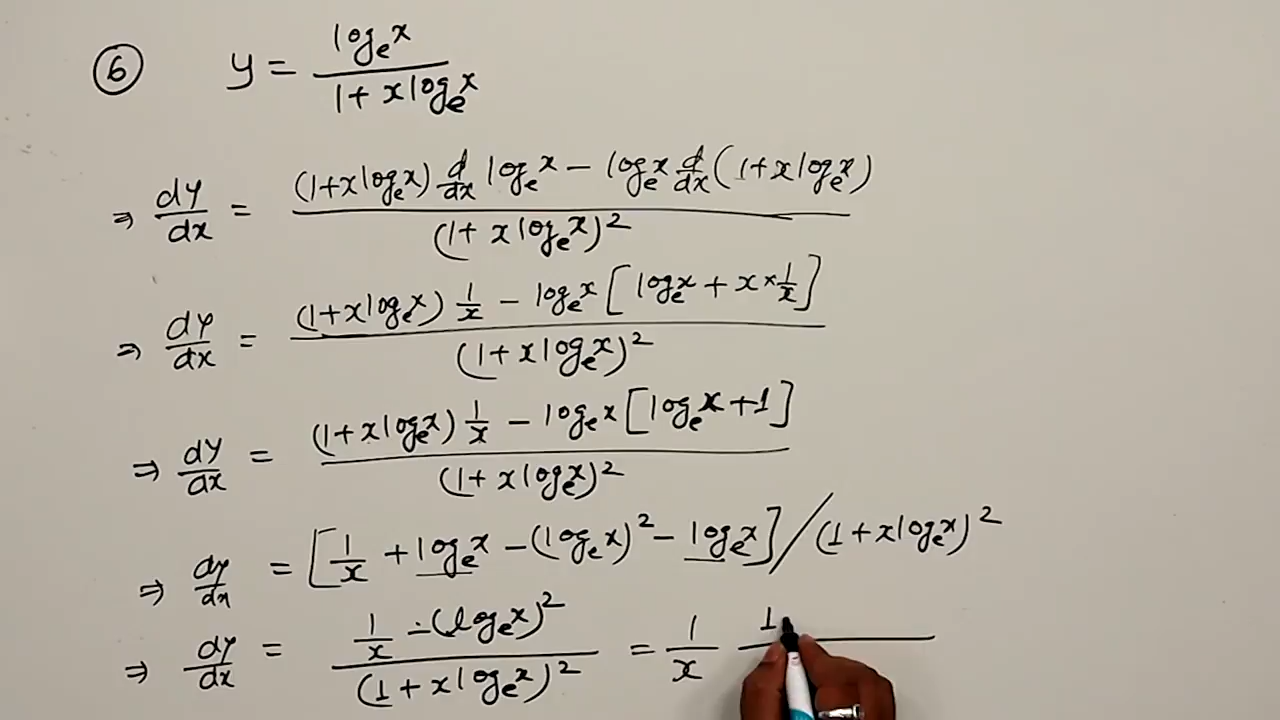 ⑥ y = logₑx / 1 + x logₑx
⇒ dy/dx = (1+x logₑx) d/dx logₑx − logₑx d/dx (1+x logₑx) / (1+ x logₑx)²
⇒ dy/dx = (1+x logₑx) 1/x − logₑx [logₑx + x × 1/x] / (1+x logₑx)²
⇒ dy/dx = (1+x logₑx) 1/x − logₑx [logₑx +1] / (1+ x logₑx)²
⇒ dy/dx = [1/x + logₑx − (logₑx)² − logₑx] / (1+x logₑx)²
⇒ dy/dx = 1/x − (logₑx)² / (1+x logₑx)² = 1/x 1